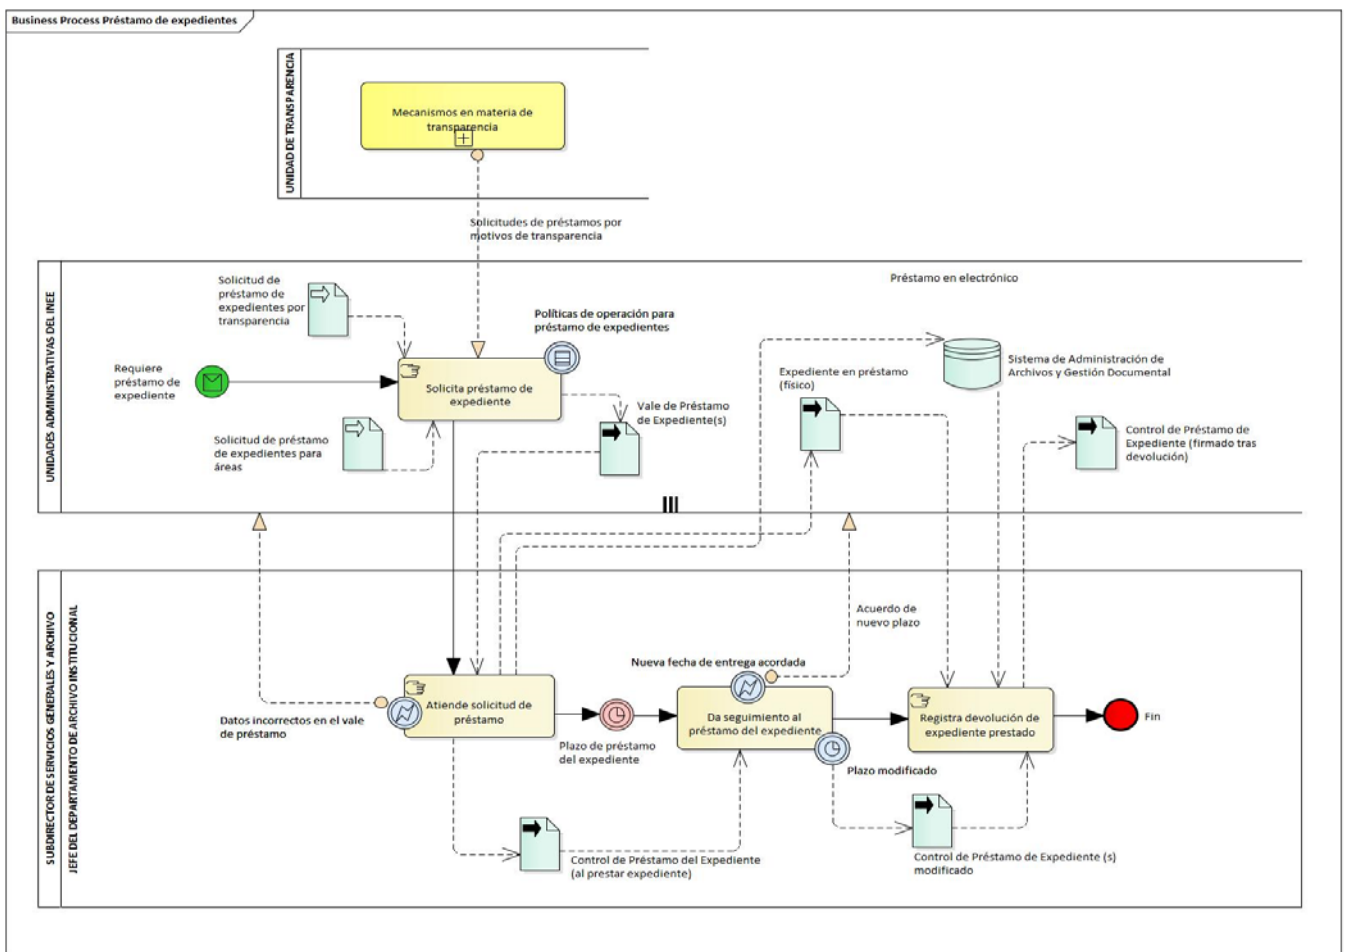 Business Process Préstamo de expedientes
UNIDAD DE TRANSPARENCIA
Mecanismos en materia de
transparencia
Solicitudes de préstamos por
motivos de transparencia
UNIDADES ADMINISTRATIVAS DEL INEE
Solicitud de
préstamo de
expedientes por
transparencia
Préstamo en electrónico
Políticas de operación para
préstamo de expedientes
Requiere
préstamo de
expediente
Solicita préstamo de
expediente
Expediente en préstamo
(físico)
Sistema de Administración de
Archivos y Gestión Documental
Vale de Préstamo
de Expediente(s)
Solicitud de préstamo
de expedientes para
áreas
Control de Préstamo de
Expediente (firmado tras
devolución)
SUBDIRECTOR DE SERVICIOS GENERALES Y ARCHIVO
JEFE DEL DEPARTAMENTO DE ARCHIVO INSTITUCIONAL
Acuerdo de
nuevo plazo
Nueva fecha de entrega acordada
Datos incorrectos en el vale
de préstamo
Atiende solicitud de
préstamo
Plazo de préstamo
del expediente
Da seguimiento al
préstamo del expediente
Plazo modificado
Registra devolución de
expediente prestado
Fin
Control de Préstamo del Expediente
(al prestar expediente)
Control de Préstamo de Expediente (s)
modificado